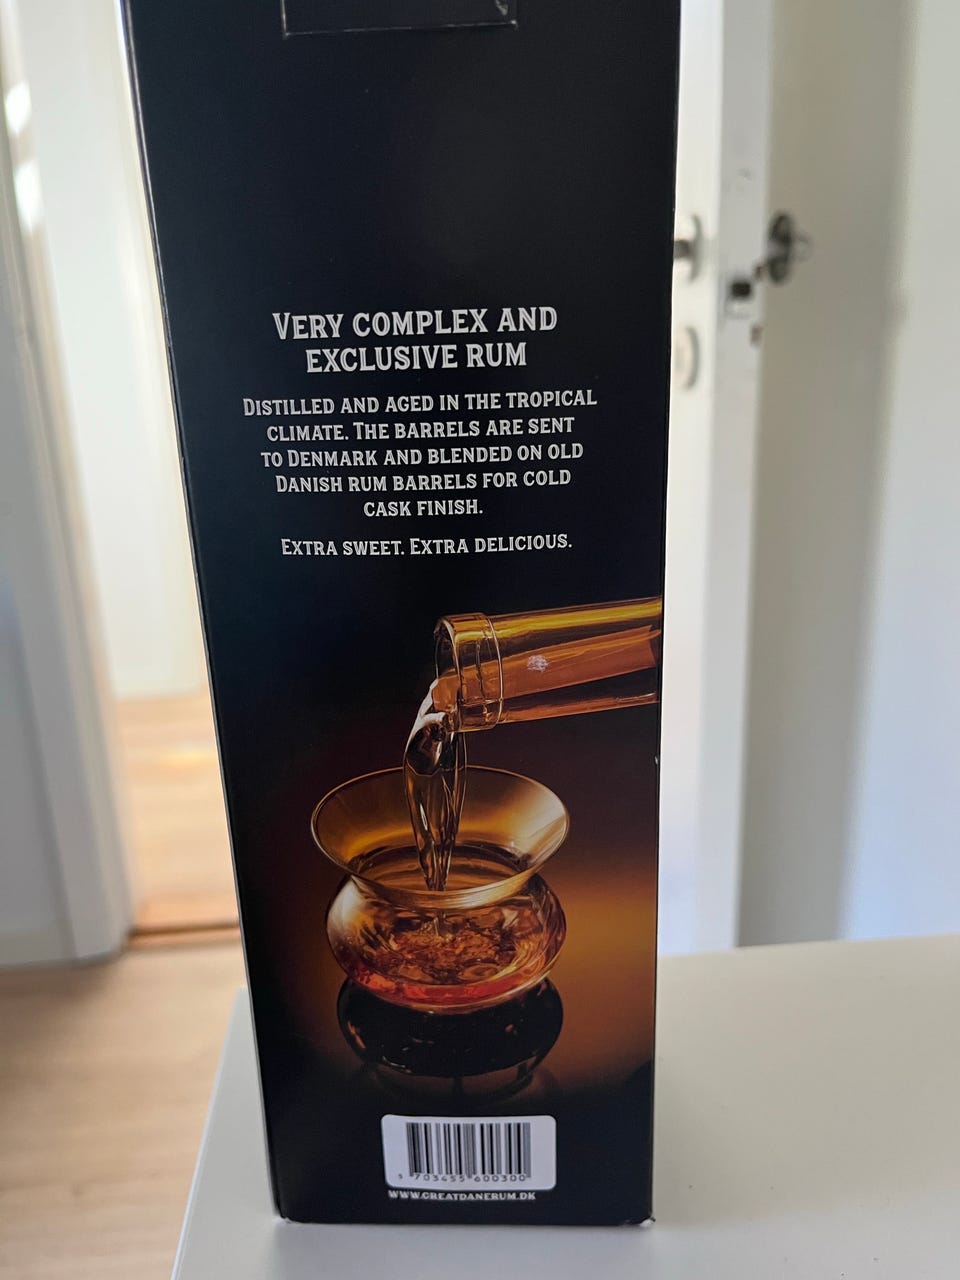 VERY COMPLEX AND
EXCLUSIVE RUM
DISTILLED AND AGED IN THE TROPICAL
CLIMATE. THE BARRELS ARE SENT
TO DENMARK AND BLENDED ON OLD
DANISH RUM BARRELS FOR COLD
CASK FINISH.
EXTRA SWEET. EXTRA DELICIOUS.
5 703455 600300
WWW.GREATDANERUM.DK